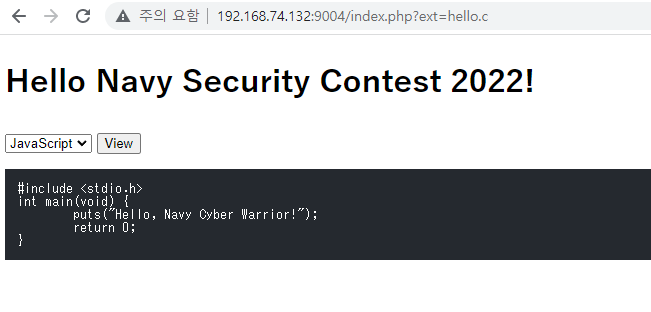 주의 요함 192.168.74.132:9004/index.php?ext=hello.c
Hello Navy Security Contest 2022!
JavaScript View
#include <stdio.h>
int main(void) {
puts("Hello, Navy Cyber Warrior!");
return 0;
}